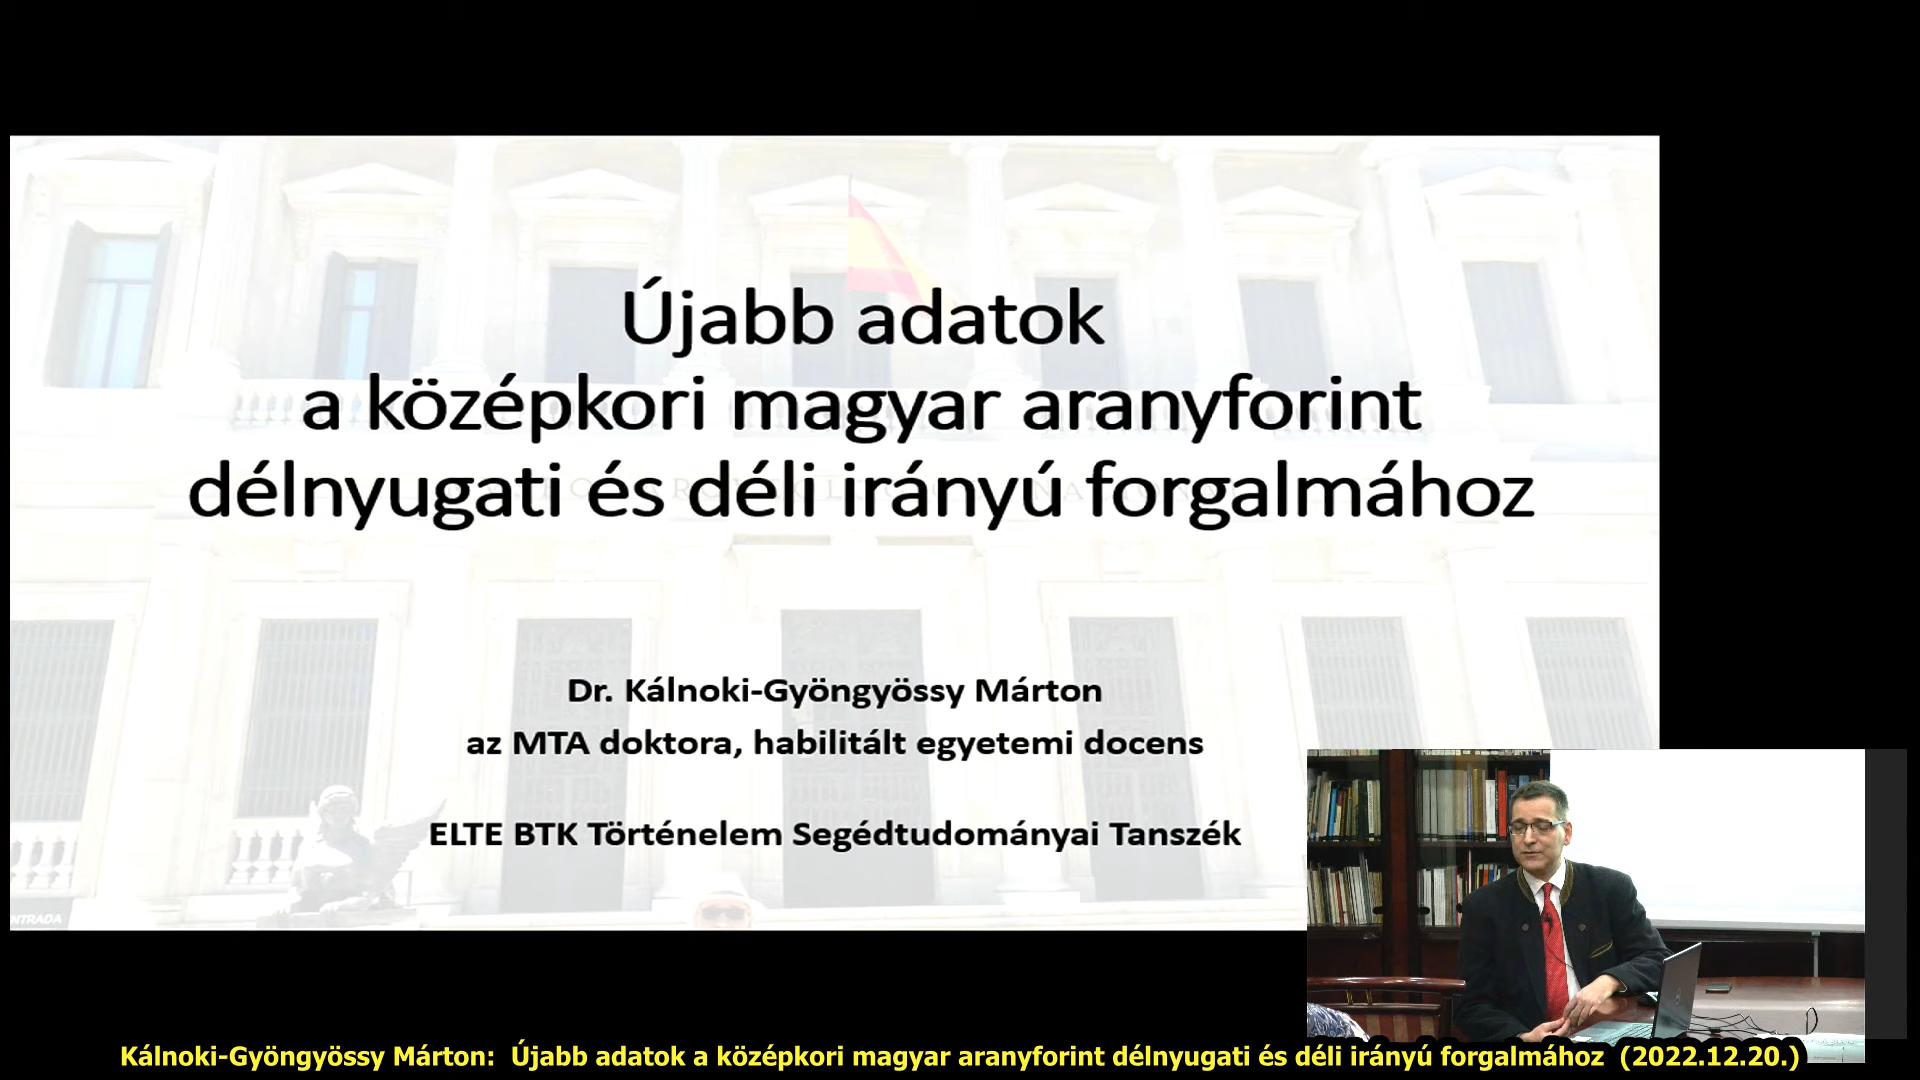 Újabb adatok
a középkori magyar aranyforint
délnyugati és déli irányú forgalmához
Dr. Kálnoki-Gyöngyössy Márton
az MTA doktora, habilitált egyetemi docens
ELTE BTK Történelem Segédtudományai Tanszék
NTRADA
Kálnoki-Gyöngyössy Márton: Újabb adatok a középkori magyar aranyforint délnyugati és déli irányú forgalmához (2022.12.20.)